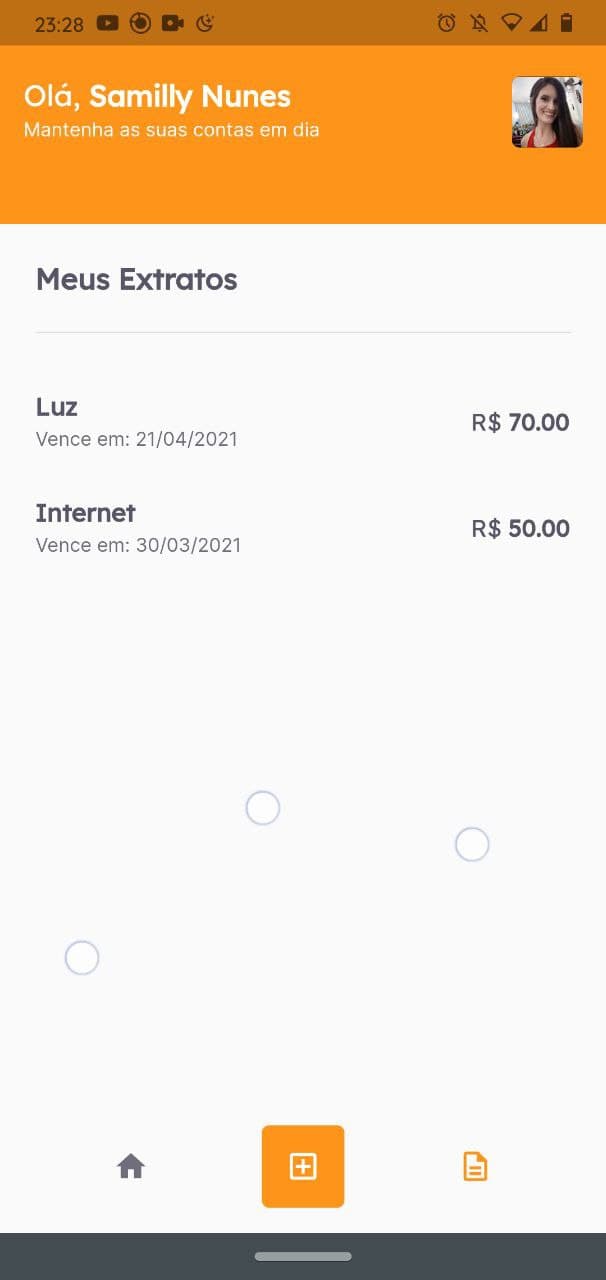 23:28
Olá, Samilly Nunes
Mantenha as suas contas em dia
Meus Extratos
Luz
R$ 70.00
Vence em: 21/04/2021
Internet
R$ 50.00
Vence em: 30/03/2021